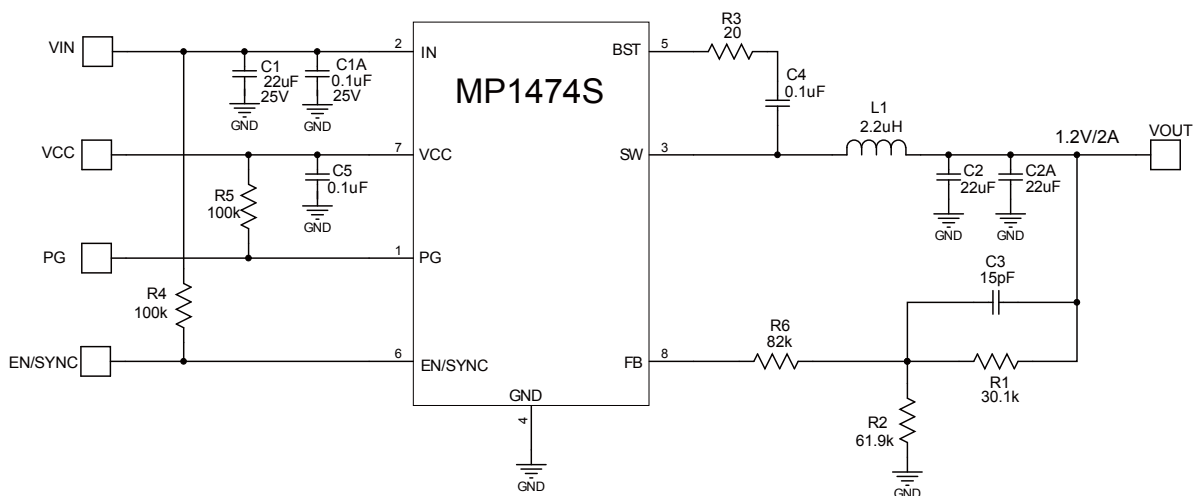 VIN
2
IN
C1
22uF
25V
GND
C1A
0.1uF
25V
GND
VCC
7
VCC
C5
0.1uF
GND
R5
100k
PG
1
PG
R4
100k
EN/SYNC
6
EN/SYNC
MP1474S
GND
4
GND
BST
5
R3
20
C4
0.1uF
SW
3
L1
2.2uH
1.2V/2A
VOUT
C2
22uF
GND
C2A
22uF
GND
C3
15pF
FB
8
R6
82k
R1
30.1k
R2
61.9k
GND